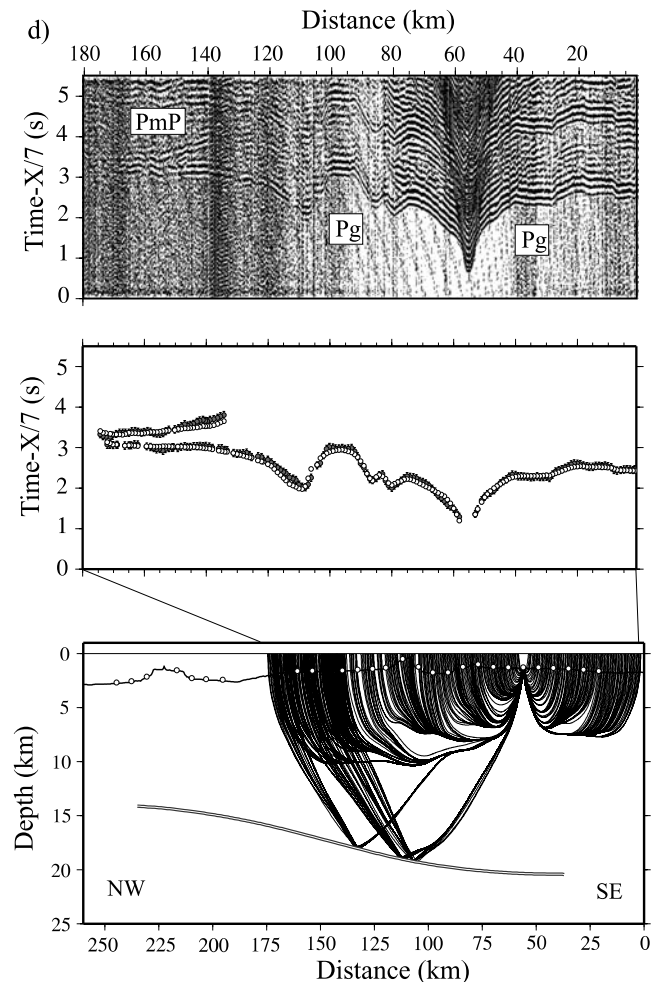 d)
Distance (km)
180 160 140 120 100 80 60 40 20
Time-X/7 (s)
5
4
3
2
1
0
PmP
Pg
Pg
Time-X/7 (s)
5
4
3
2
1
0
Depth (km)
0
5
10
15
20
25
NW
SE
250 225 200 175 150 125 100 75 50 25 0
Distance (km)